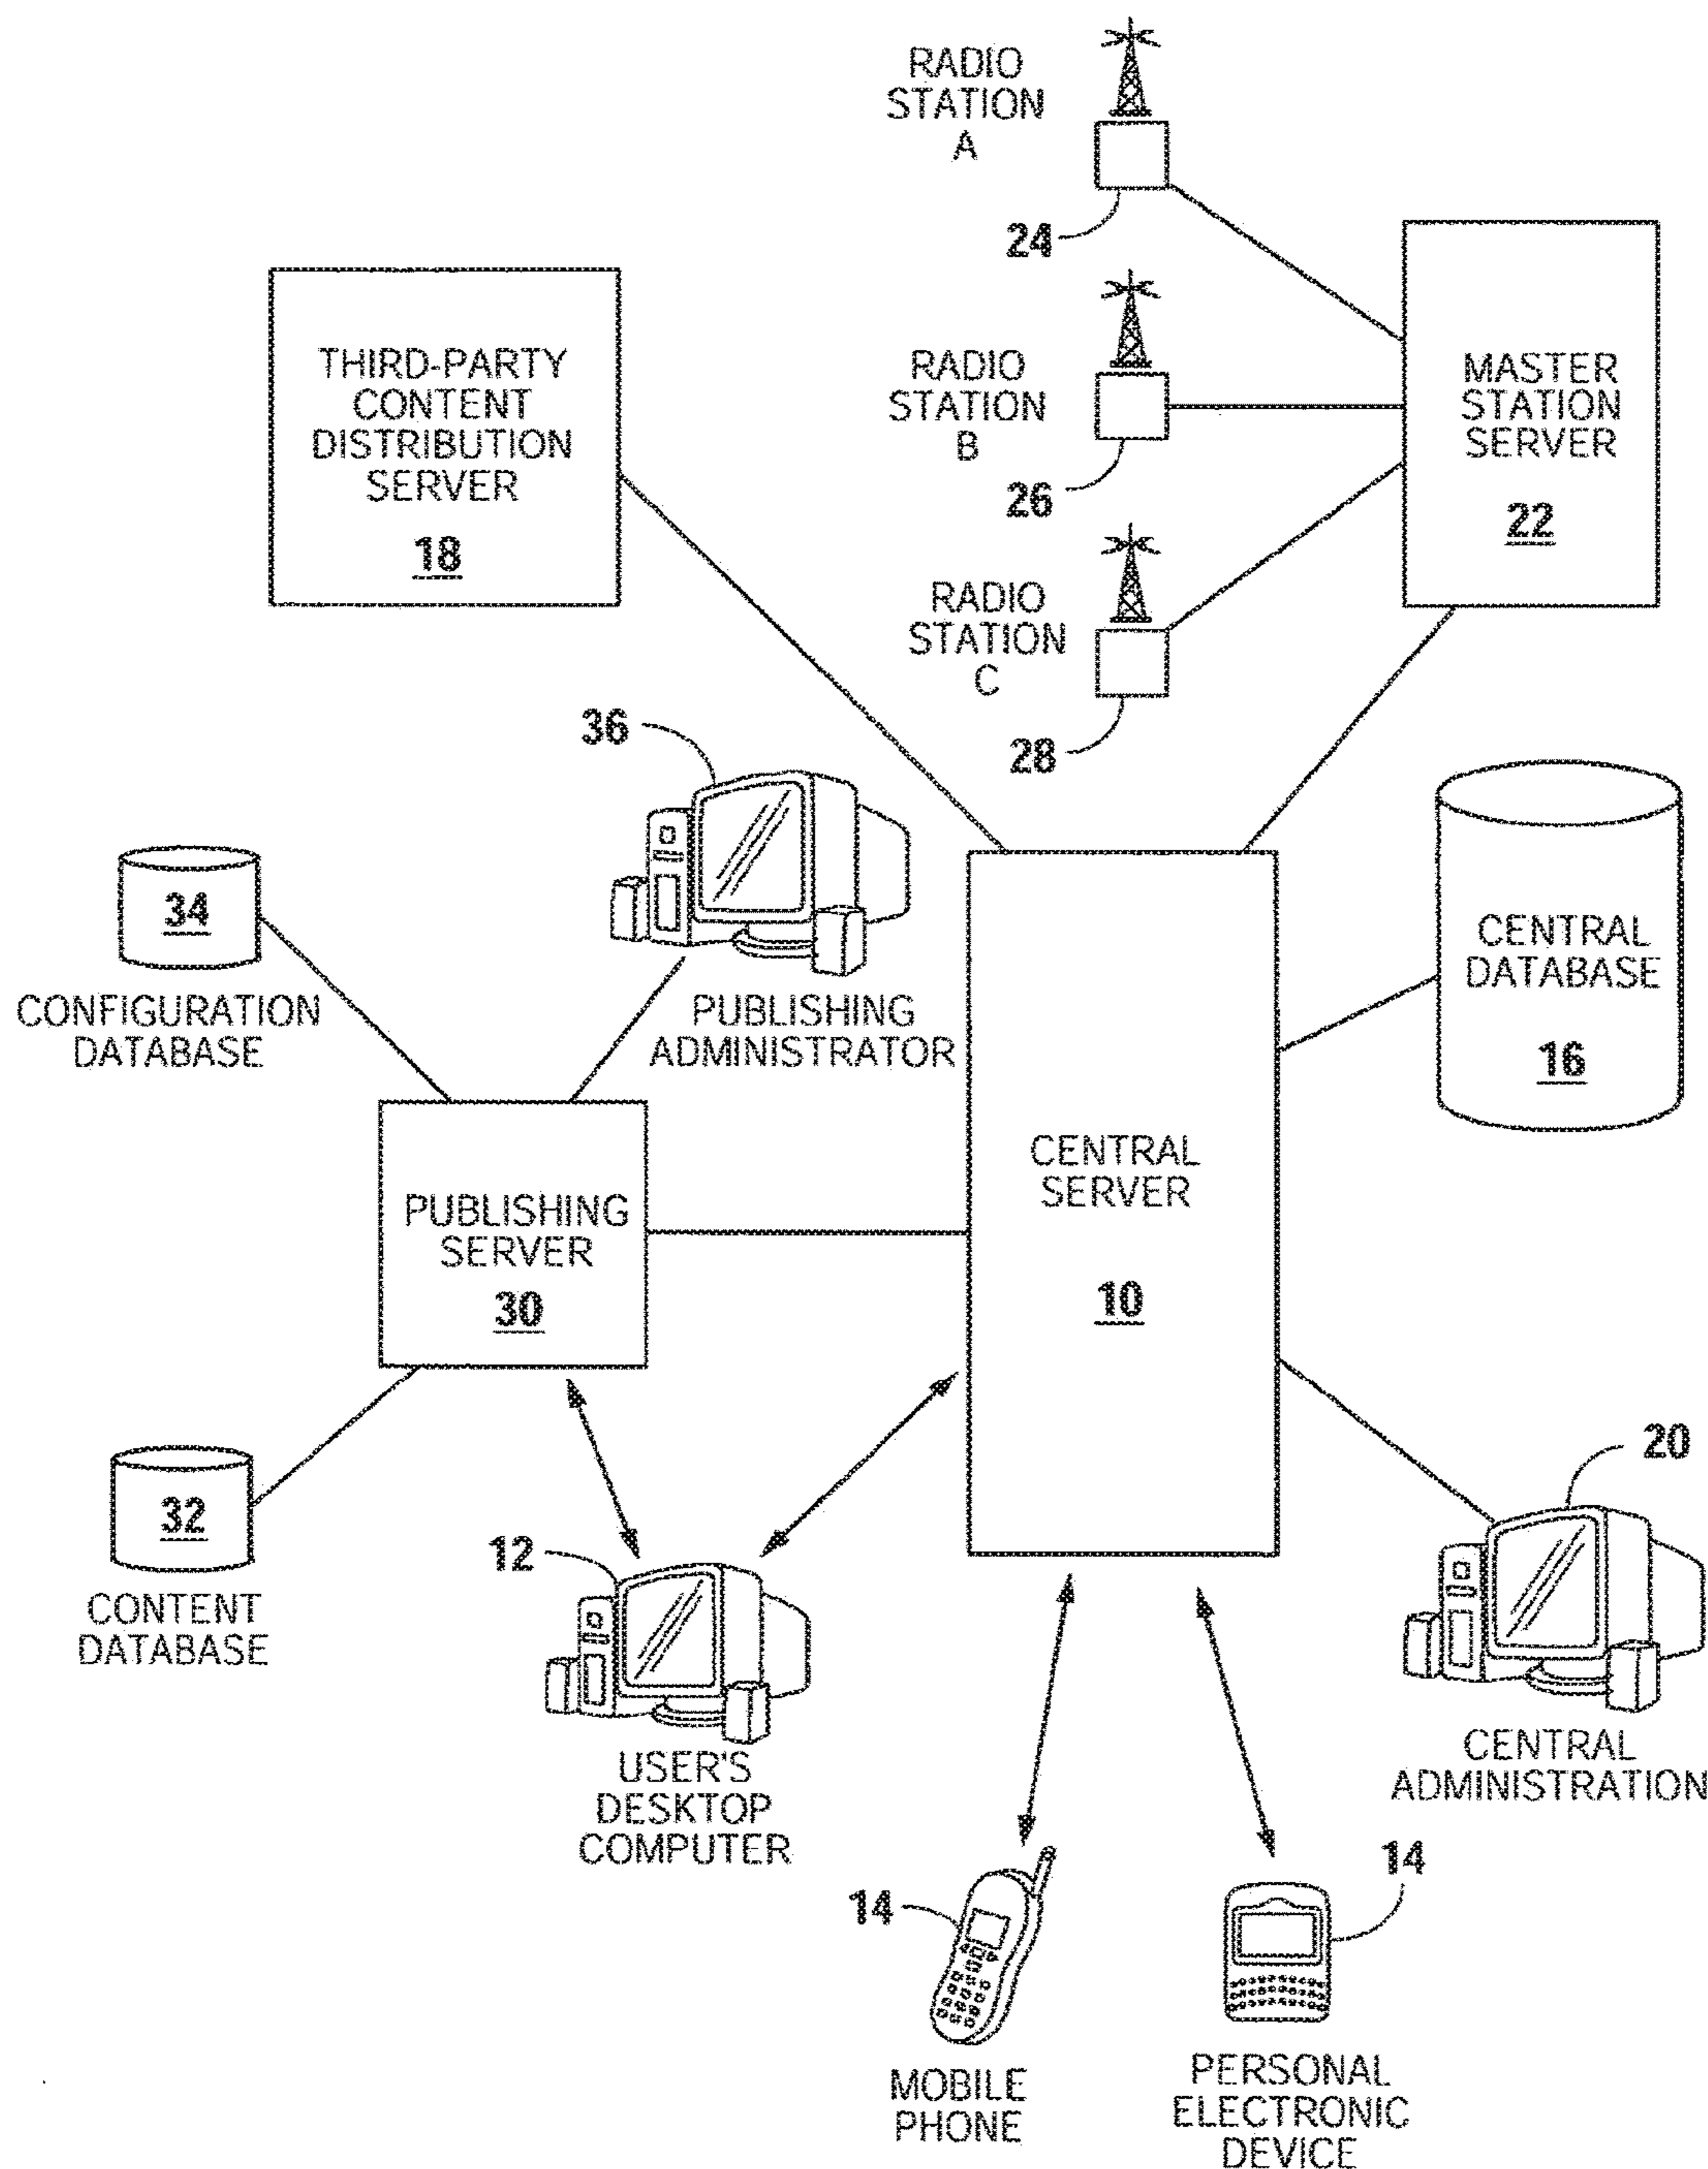 RADIO
STATION
A
24
THIRD-PARTY
CONTENT
DISTRIBUTION
SERVER
18
RADIO
STATION
B
26
MASTER
STATION
SERVER
22
RADIO
STATION
C
28
36
34
CONFIGURATION
DATABASE
PUBLISHING
ADMINISTRATOR
CENTRAL
DATABASE
16
PUBLISHING
SERVER
30
CENTRAL
SERVER
10
32
CONTENT
DATABASE
12
USER'S
DESKTOP
COMPUTER
20
CENTRAL
ADMINISTRATION
14
MOBILE
PHONE
14
PERSONAL
ELECTRONIC
DEVICE